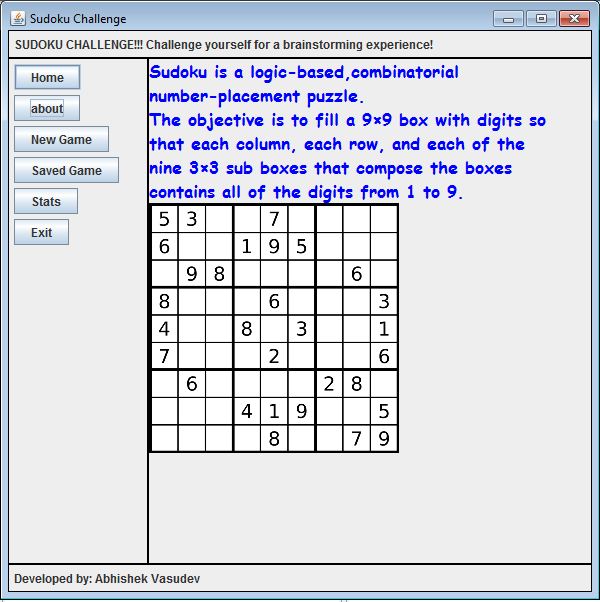 Sudoku Challenge
SUDOKU CHALLENGE!!! Challenge yourself for a brainstorming experience!
Home
about
New Game
Saved Game
Stats
Exit
Sudoku is a logic-based,combinatorial
number-placement puzzle.
The objective is to fill a 9×9 box with digits so
that each column, each row, and each of the
nine 3×3 sub boxes that compose the boxes
contains all of the digits from 1 to 9.
5 3 7
6 1 9 5
9 8 6
8 6 3
4 8 3 1
7 2 6
6 2 8
4 1 9 5
8 7 9
Developed by: Abhishek Vasudev